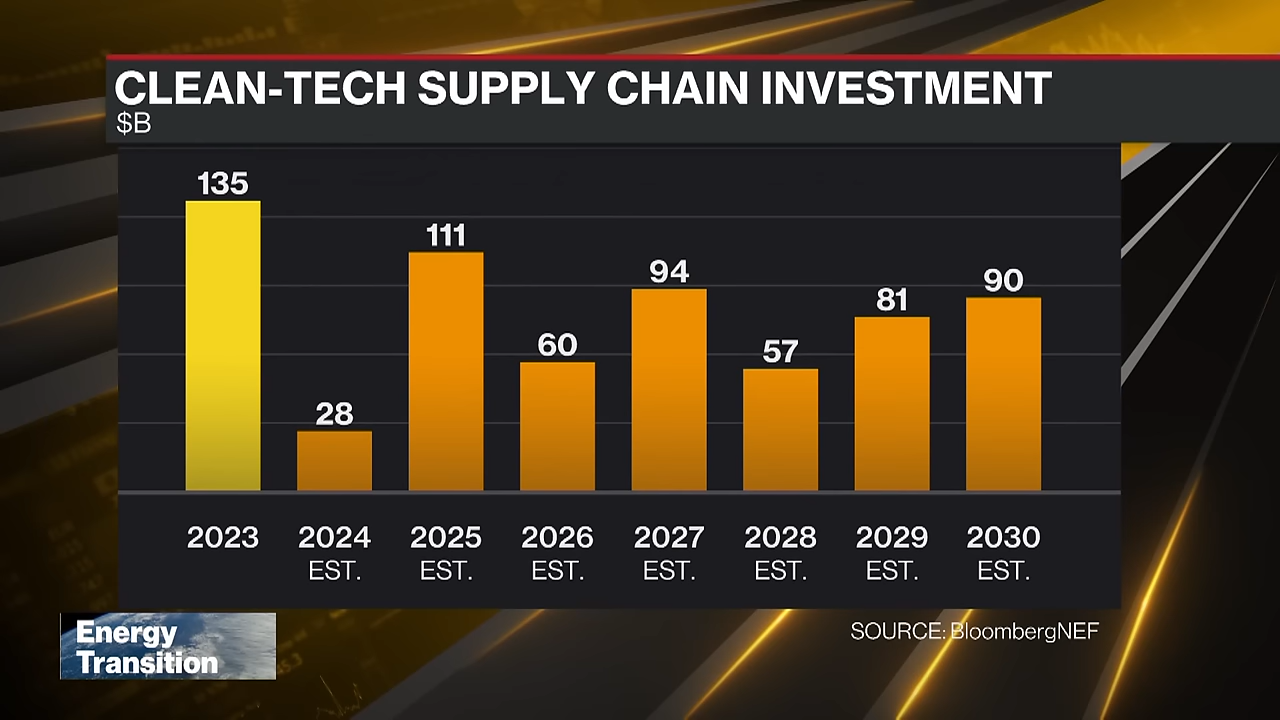 CLEAN-TECH SUPPLY CHAIN INVESTMENT
$B
135
28
111
60
94
57
81
90
2023 2024 2025 2026 2027 2028 2029 2030
EST. EST. EST. EST. EST. EST. EST.
Energy
Transition
SOURCE: BloombergNEF